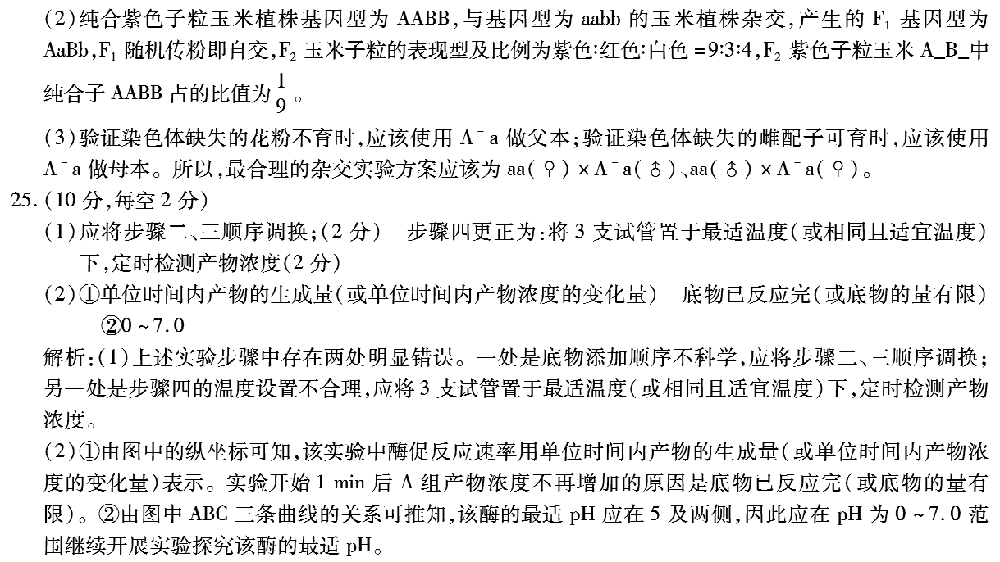 (2)纯合紫色子粒玉米植株基因型为 AABB,与基因型为 aabb 的玉米植株杂交,产生的 F₁ 基因型为
AaBb,F₁ 随机传粉即自交,F₂ 玉米子粒的表现型及比例为紫色∶红色∶白色=9∶3∶4,F₂ 紫色子粒玉米 A_B_中
纯合子 AABB 占的比值为1/9。
(3)验证染色体缺失的花粉不育时,应该使用 A⁻a 做父本;验证染色体缺失的雌配子可育时,应该使用
A⁻a 做母本。所以,最合理的杂交实验方案应该为 aa(♀)×A⁻a(♂)、aa(♂)×A⁻a(♀)。
25.(10 分,每空 2 分)
(1)应将步骤二、三顺序调换;(2 分) 步骤四更正为:将 3 支试管置于最适温度(或相同且适宜温度)
下,定时检测产物浓度(2 分)
(2)①单位时间内产物的生成量(或单位时间内产物浓度的变化量) 底物已反应完(或底物的量有限)
②0~7.0
解析:(1)上述实验步骤中存在两处明显错误。一处是底物添加顺序不科学,应将步骤二、三顺序调换;
另一处是步骤四的温度设置不合理,应将 3 支试管置于最适温度(或相同且适宜温度)下,定时检测产物
浓度。
(2)①由图中的纵坐标可知,该实验中酶促反应速率用单位时间内产物的生成量(或单位时间内产物浓
度的变化量)表示。实验开始 1 min 后 A 组产物浓度不再增加的原因是底物已反应完(或底物的量有
限)。②由图中 ABC 三条曲线的关系可推知,该酶的最适 pH 应在 5 及两侧,因此应在 pH 为 0~7.0 范
围继续开展实验探究该酶的最适 pH。